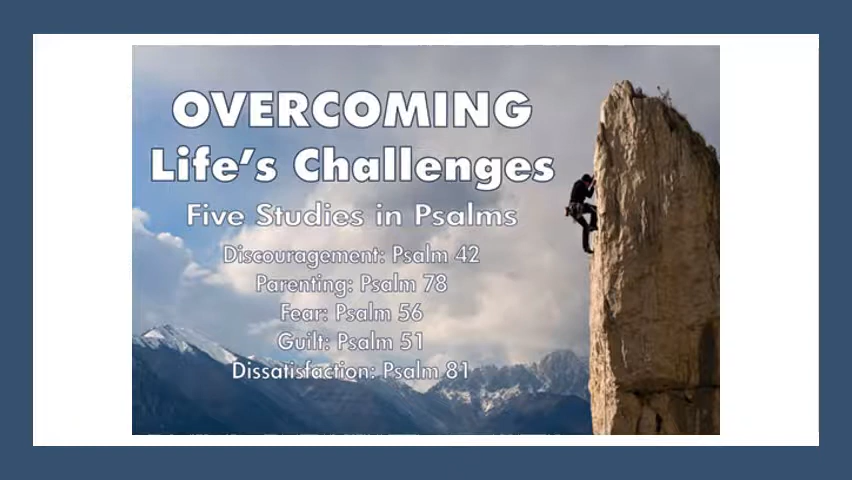 OVERCOMING
Life's Challenges
Five Studies in Psalms
Discouragement: Psalm 42
Parenting: Psalm 78
Fear: Psalm 56
Guilt: Psalm 51
Dissatisfaction: Psalm 81